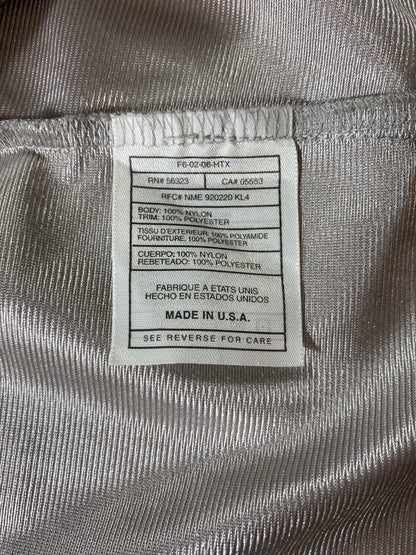 F6-02-06-HTX
RN# 56323 CA# 05553
RFC# NME 920220 KL4
BODY: 100% NYLON
TRIM: 100% POLYESTER
TISSU D'EXTERIEUR: 100% POLYAMIDE
FOURNITURE: 100% POLYESTER
CUERPO: 100% NYLON
REBETEADO: 100% POLYESTER
FABRIQUE A ETATS UNIS
HECHO EN ESTADOS UNIDOS
MADE IN U.S.A.
SEE REVERSE FOR CARE